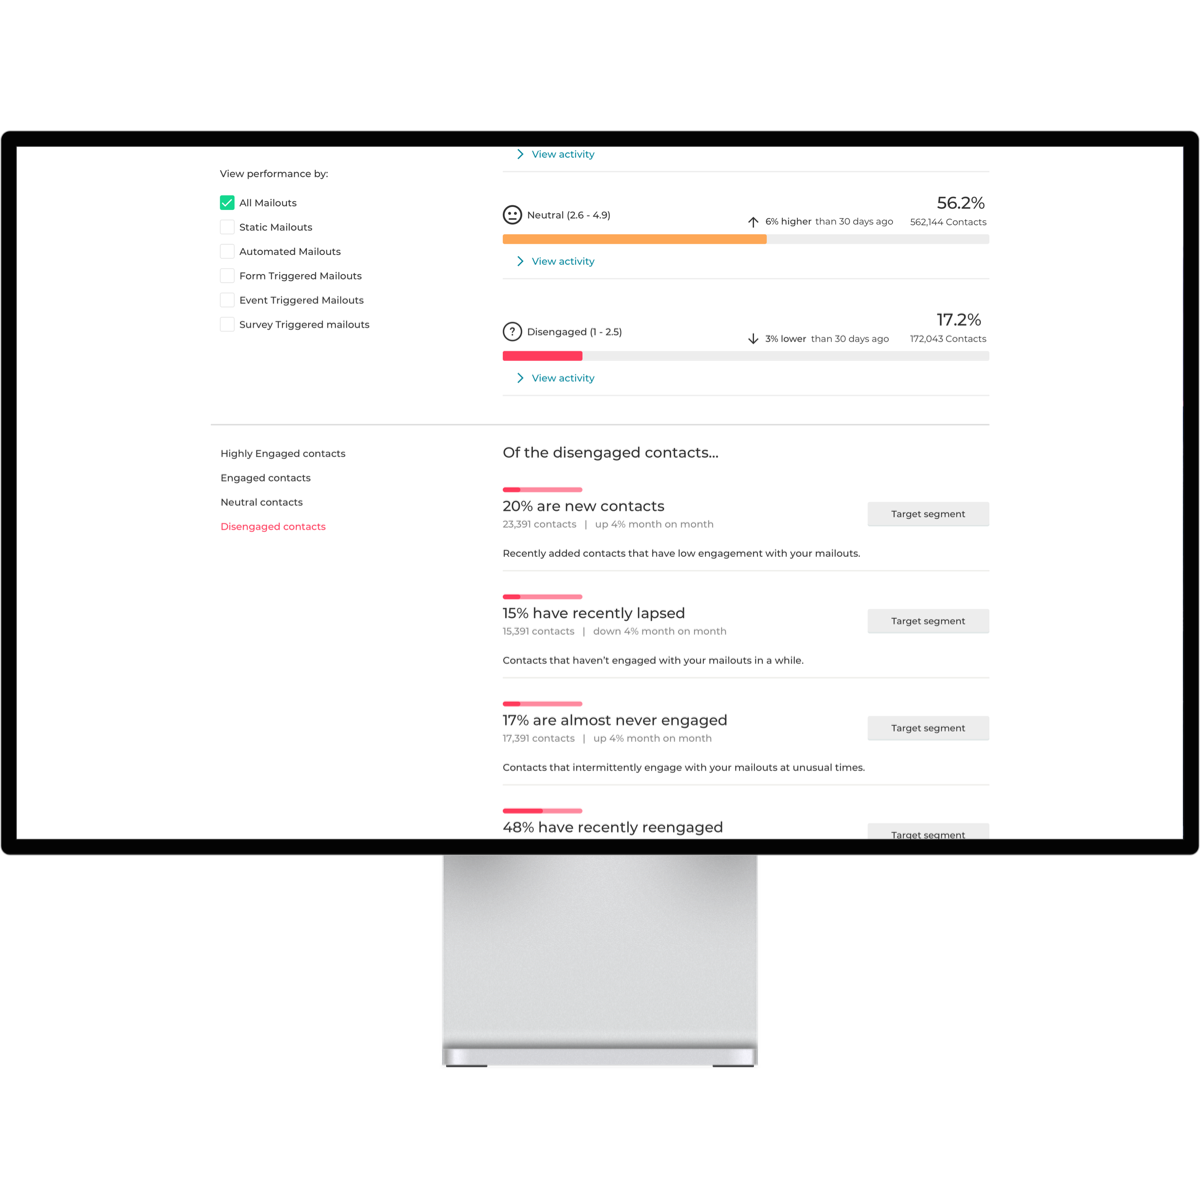 View activity
View performance by:
All Mailouts
Static Mailouts
Automated Mailouts
Form Triggered Mailouts
Event Triggered Mailouts
Survey Triggered mailouts
Neutral (2.6 - 4.9)
6% higher than 30 days ago
56.2%
562,144 Contacts
View activity
? Disengaged (1 - 2.5)
3% lower than 30 days ago
17.2%
172,043 Contacts
View activity
Highly Engaged contacts
Engaged contacts
Neutral contacts
Disengaged contacts
Of the disengaged contacts...
20% are new contacts
23,391 contacts | up 4% month on month
Target segment
Recently added contacts that have low engagement with your mailouts.
15% have recently lapsed
15,391 contacts | down 4% month on month
Target segment
Contacts that haven’t engaged with your mailouts in a while.
17% are almost never engaged
17,391 contacts | up 4% month on month
Target segment
Contacts that intermittently engage with your mailouts at unusual times.
48% have recently reengaged
Target segment